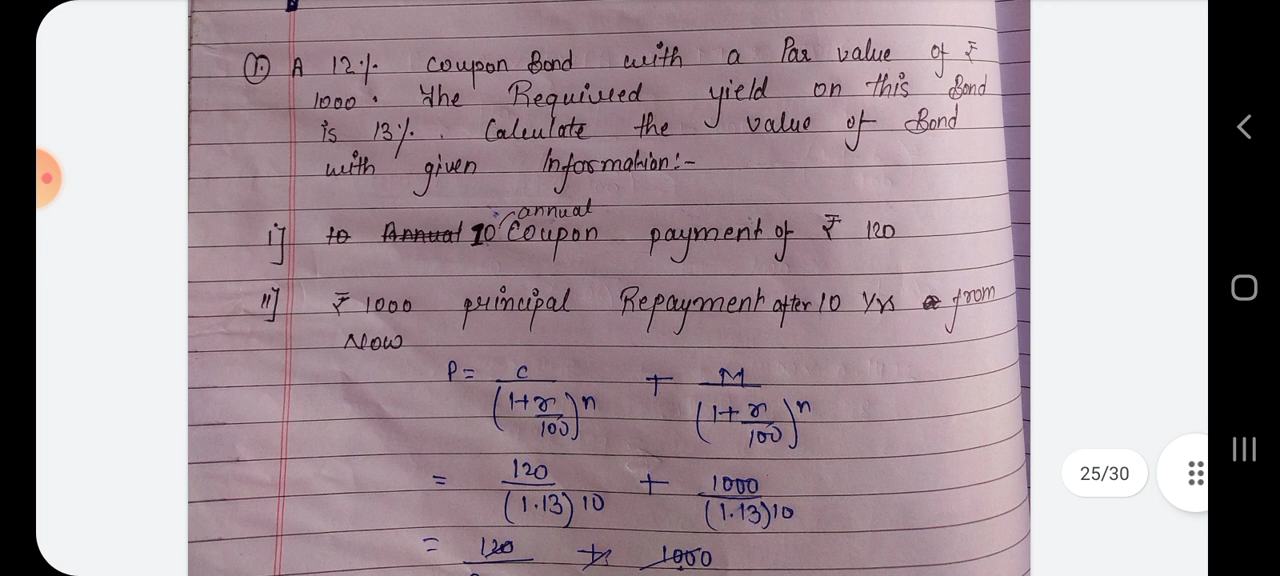 ① A 12% Coupon Bond with a Par value of ₹
1000. The Required yield on this Bond
is 13%. Calculate the value of Bond
with given Information:-
annual
i] to Annual 10 Coupon payment of ₹ 120
ii] ₹ 1000 principal Repayment after 10 Yrs from
Now
P = C/(1+r/100)^n + M/(1+r/100)^n
= 120/(1.13)10 + 1000/(1.13)10
= 120 + 1000
25/30